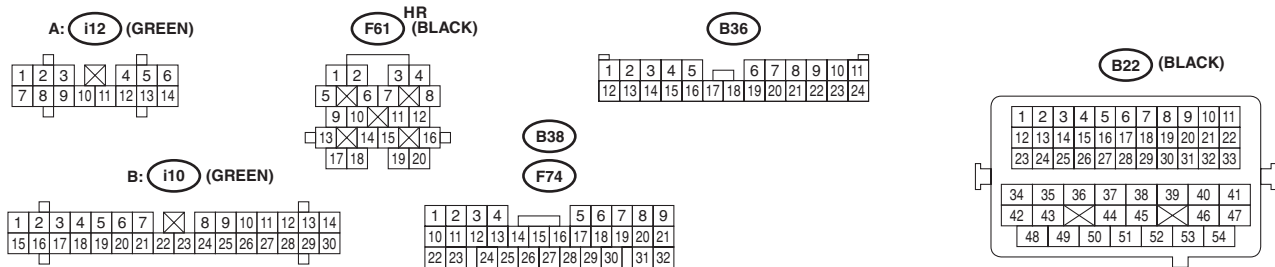 A: i12 (GREEN)
1 2 3 4 5 6
7 8 9 10 11 12 13 14
B: i10 (GREEN)
1 2 3 4 5 6 7 8 9 10 11 12 13 14
15 16 17 18 19 20 21 22 23 24 25 26 27 28 29 30
F61 HR (BLACK)
1 2 3 4
5 6 7 8
9 10 11 12
13 14 15 16
17 18 19 20
B38
F74
1 2 3 4 5 6 7 8 9
10 11 12 13 14 15 16 17 18 19 20 21
22 23 24 25 26 27 28 29 30 31 32
B36
1 2 3 4 5 6 7 8 9 10 11
12 13 14 15 16 17 18 19 20 21 22 23 24
B22 (BLACK)
1 2 3 4 5 6 7 8 9 10 11
12 13 14 15 16 17 18 19 20 21 22
23 24 25 26 27 28 29 30 31 32 33
34 35 36 37 38 39 40 41
42 43 44 45 46 47
48 49 50 51 52 53 54